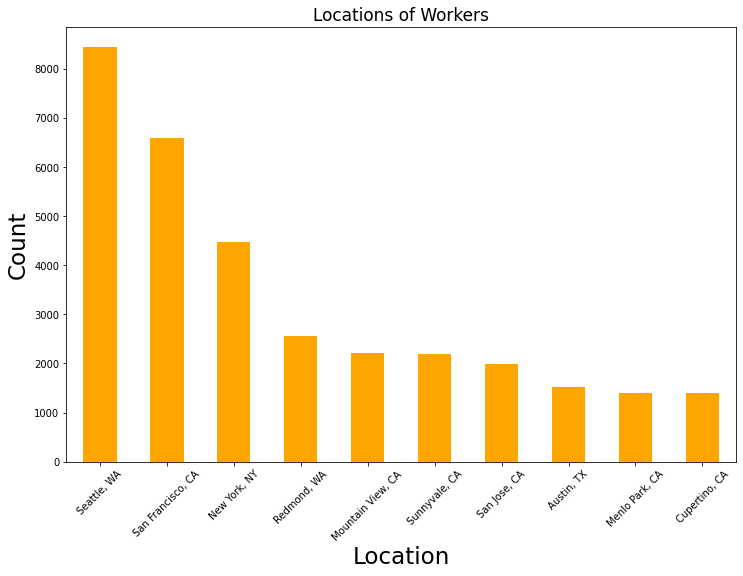 Locations of Workers
Count
8000
7000
6000
5000
4000
3000
2000
1000
0
Seattle, WA
San Francisco, CA
New York, NY
Redmond, WA
Mountain View, CA
Sunnyvale, CA
San Jose, CA
Austin, TX
Menlo Park, CA
Cupertino, CA
Location